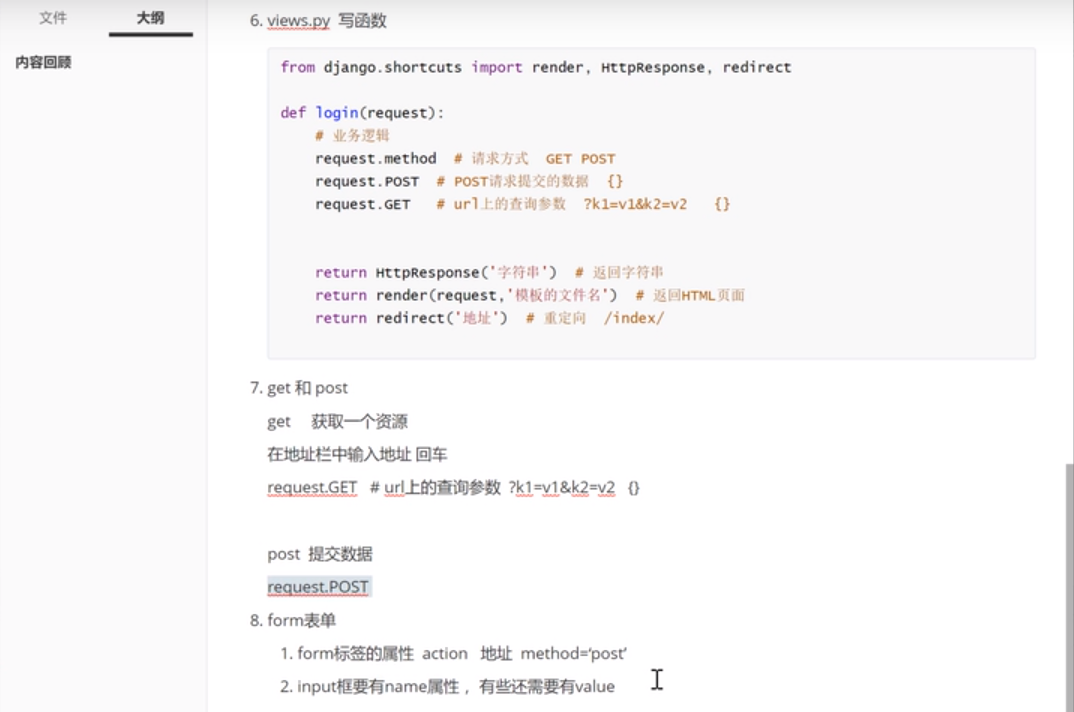 文件 大纲
内容回顾
6. views.py 写函数
from django.shortcuts import render, HttpResponse, redirect
def login(request):
# 业务逻辑
request.method # 请求方式 GET POST
request.POST # POST请求提交的数据 {}
request.GET # url上的查询参数 ?k1=v1&k2=v2 {}
return HttpResponse('字符串') # 返回字符串
return render(request,'模板的文件名') # 返回HTML页面
return redirect('地址') # 重定向 /index/
7. get 和 post
get 获取一个资源
在地址栏中输入地址 回车
request.GET # url上的查询参数 ?k1=v1&k2=v2 {}
post 提交数据
request.POST
8. form表单
1. form标签的属性 action 地址 method=‘post’
2. input框要有name属性 ，有些还需要有value